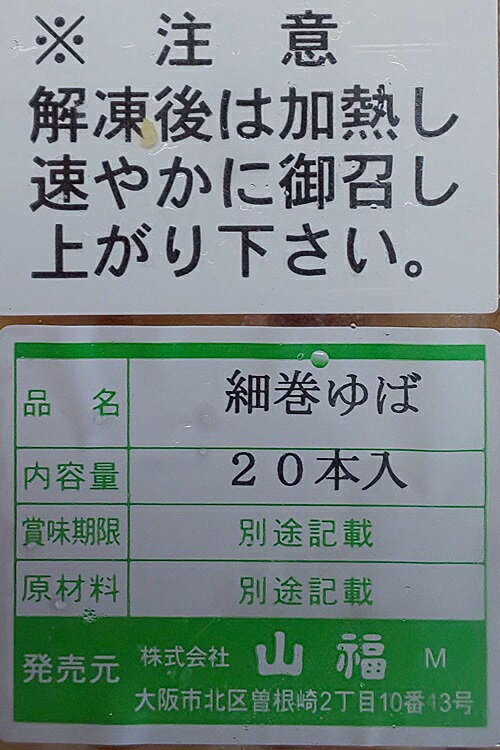 ※ 注 意
解凍後は加熱し
速やかに御召し
上がり下さい。
品 名 細巻ゆば
内容量 20本入
賞味期限 別途記載
原材料 別途記載
発売元 株式会社 山福 M
大阪市北区曽根崎2丁目10番13号